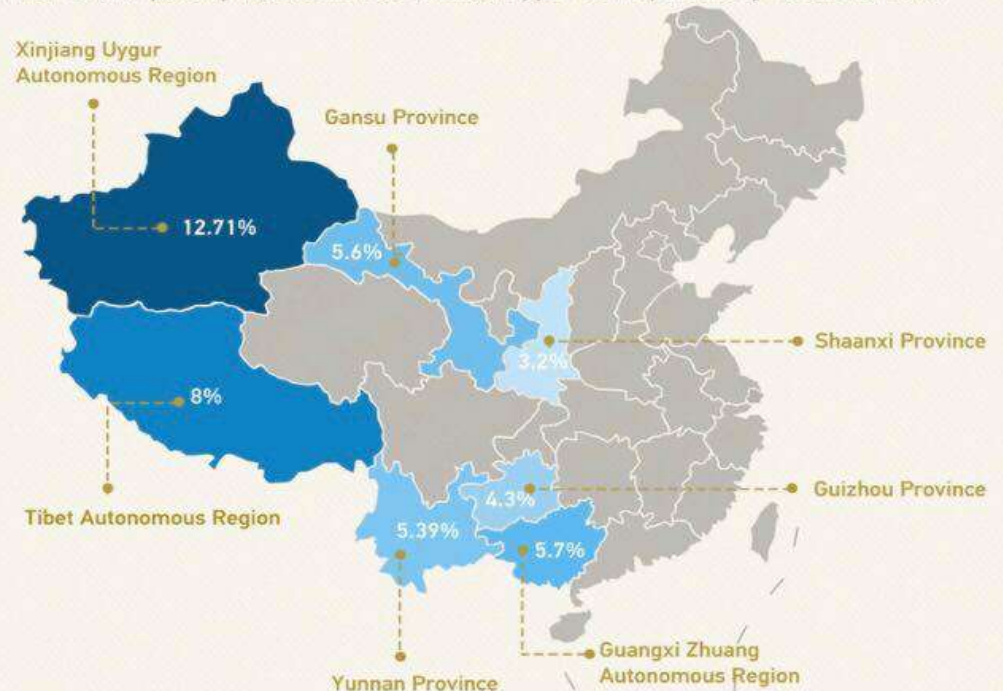 Xinjiang Uygur
Autonomous Region
Gansu Province
12.71%
5.6%
Shaanxi Province
3.2%
8%
Guizhou Province
4.3%
Tibet Autonomous Region
5.39%
5.7%
Guangxi Zhuang
Autonomous Region
Yunnan Province